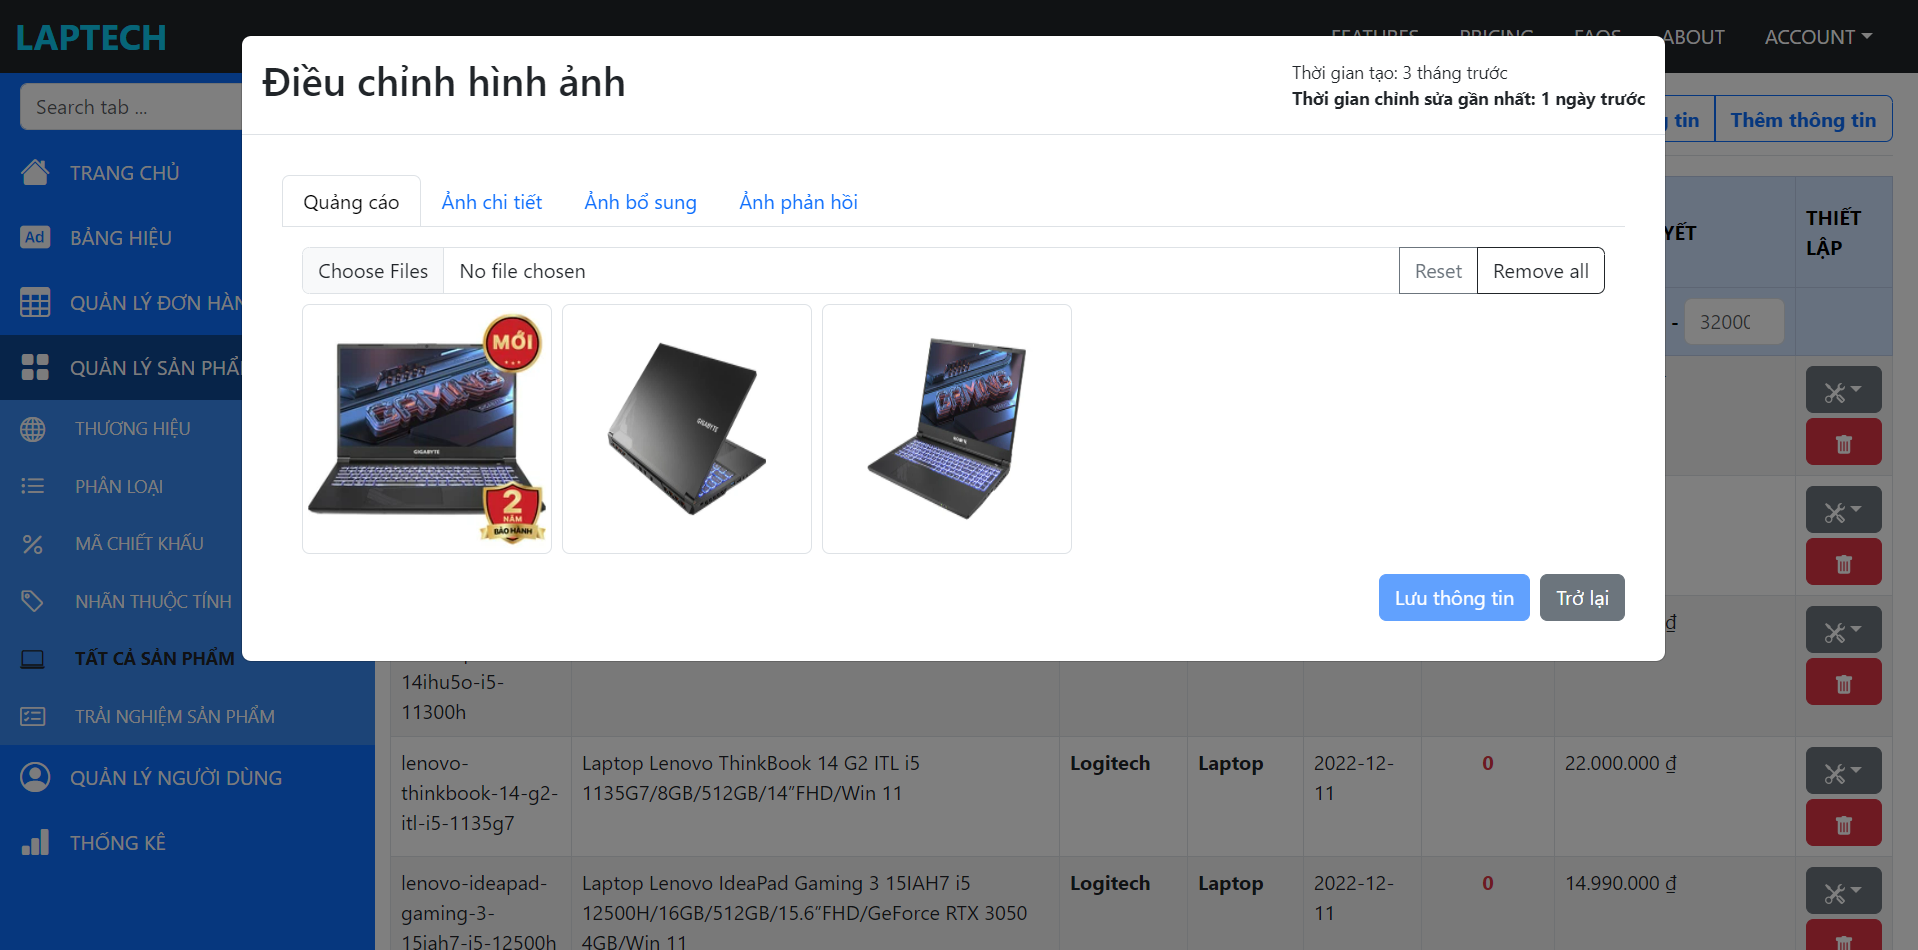 LAPTECH
FEATURES PRICING FAQS ABOUT ACCOUNT
Search tab ...
TRANG CHỦ
BẢNG HIỆU
Ad
QUẢN LÝ ĐƠN HÀN
QUẢN LÝ SẢN PHẨ
THƯƠNG HIỆU
PHÂN LOẠI
MÃ CHIẾT KHẤU
NHÃN THUỘC TÍNH
TẤT CẢ SẢN PHẨM
TRẢI NGHIỆM SẢN PHẨM
QUẢN LÝ NGƯỜI DÙNG
THỐNG KÊ
Điều chỉnh hình ảnh
Thời gian tạo: 3 tháng trước
Thời gian chỉnh sửa gần nhất: 1 ngày trước
Quảng cáo Ảnh chi tiết Ảnh bổ sung Ảnh phản hồi
Choose Files No file chosen Reset Remove all
MỚI
GAMING
GIGABYTE
2
NĂM
BẢO HÀNH
GIGABYTE
GAMING
Lưu thông tin Trở lại
tin Thêm thông tin
YẾT
THIẾT
LẬP
- 3200
đ
14ihu5o-i5-
11300h
lenovo-
thinkbook-14-g2-
itl-i5-1135g7
Laptop Lenovo ThinkBook 14 G2 ITL i5
1135G7/8GB/512GB/14”FHD/Win 11
Logitech
Laptop
2022-12-
11
0
22.000.000 ₫
lenovo-ideapad-
gaming-3-
15iah7-i5-12500h
Laptop Lenovo IdeaPad Gaming 3 15IAH7 i5
12500H/16GB/512GB/15.6”FHD/GeForce RTX 3050
4GB/Win 11
Logitech
Laptop
2022-12-
11
0
14.990.000 ₫